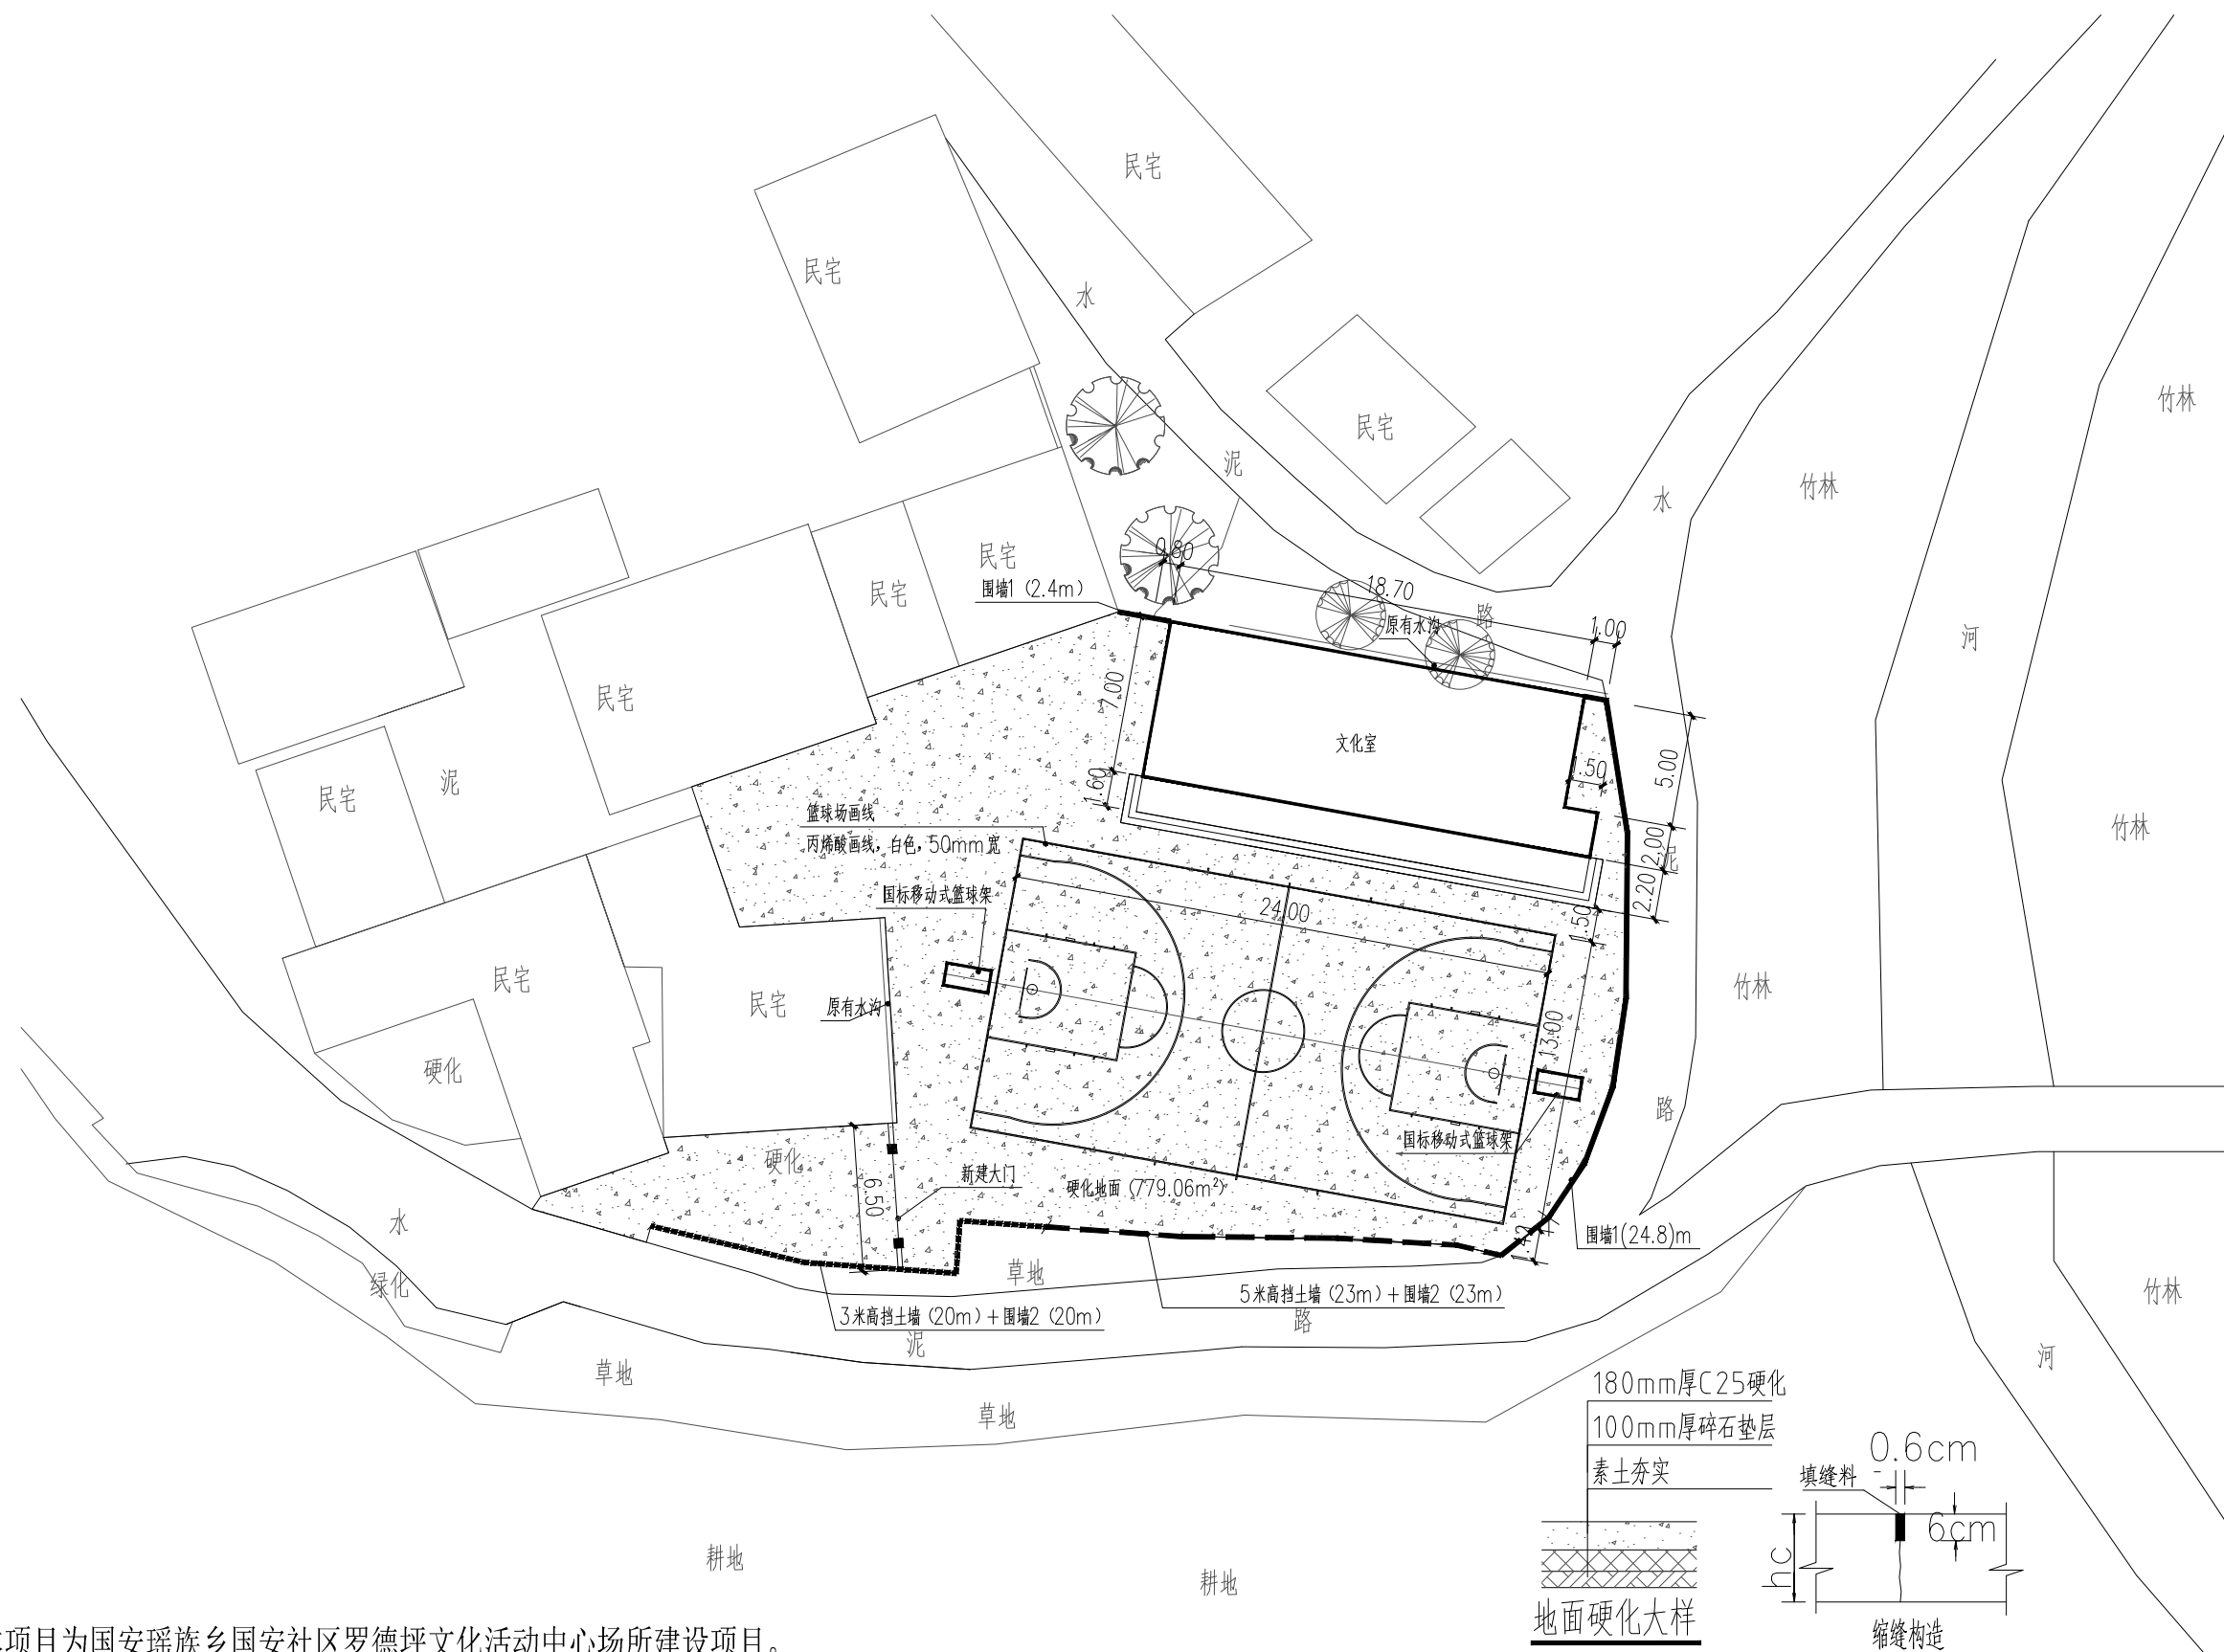 民宅
民宅
水
竹林
民宅
泥
竹林
水
0.80
民宅
围墙1（2.4m）
18.70
民宅
路
原有水沟
1.00
河
7.00
民宅
文化室
5.00
1.50
泥
1.60
民宅
篮球场画线
丙烯酸画线，白色，50mm宽
竹林
2.00
泥
国标移动式篮球架
2.20
24.00
1.50
民宅
原有水沟
民宅
竹林
硬化
13.00
路
国标移动式篮球架
硬化
新建大门
硬化地面（779.06m²）
6.50
水
围墙1(24.8)m
草地
绿化
5米高挡土墙（23m）＋围墙2（23m）
竹林
3米高挡土墙（20m）＋围墙2（20m）
路
泥
河
草地
草地
180mm厚C25硬化
100mm厚碎石垫层
素土夯实
0.6cm
填缝料
6cm
hc
耕地
耕地
地面硬化大样
缩缝构造
项目为国安瑶族乡国安社区罗德坪文化活动中心场所建设项目。